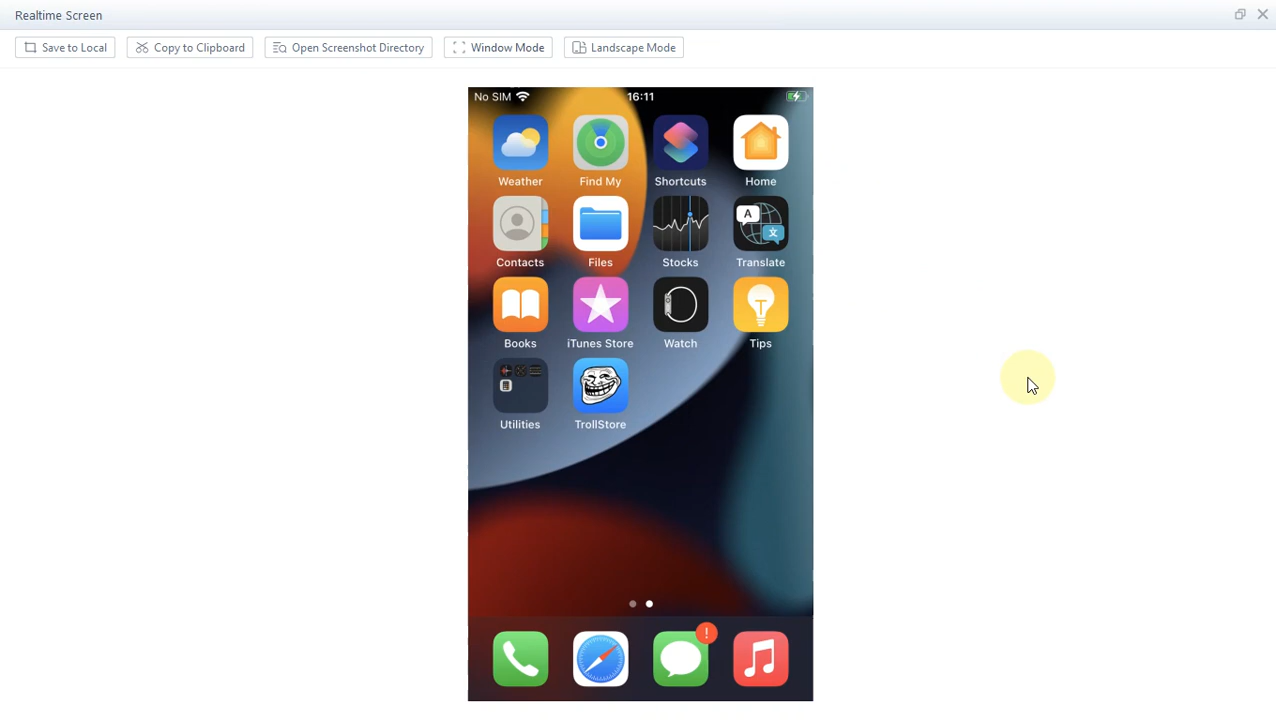 Realtime Screen
Save to Local Copy to Clipboard Open Screenshot Directory Window Mode Landscape Mode
No SIM 16:11
Weather Find My Shortcuts Home
A 文
Contacts Files Stocks Translate
T
Books iTunes Store Watch Tips
Utilities TrollStore
!